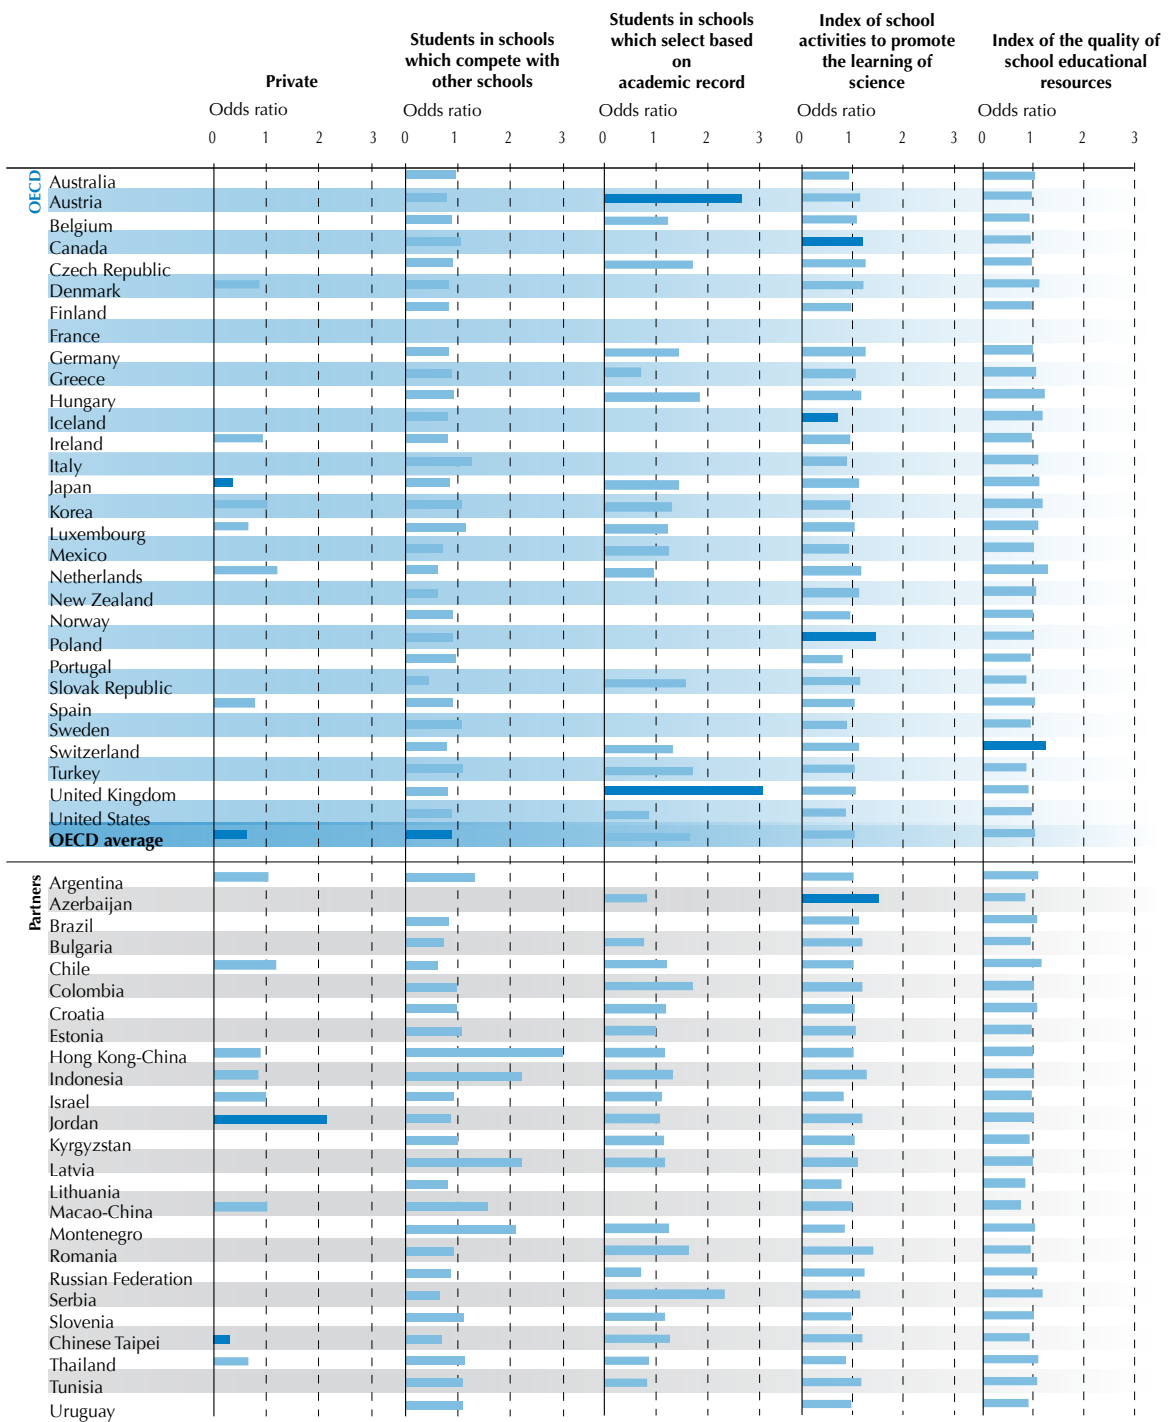 Private
Students in schools
which compete with
other schools
Students in schools
which select based
on
academic record
Index of school
activities to promote
the learning of
science
Index of the quality of
school educational
resources
Odds ratio
Odds ratio
Odds ratio
Odds ratio
Odds ratio
0 1 2 3
0 1 2 3
0 1 2 3
0 1 2 3
0 1 2 3
OECD
Australia
Austria
Belgium
Canada
Czech Republic
Denmark
Finland
France
Germany
Greece
Hungary
Iceland
Ireland
Italy
Japan
Korea
Luxembourg
Mexico
Netherlands
New Zealand
Norway
Poland
Portugal
Slovak Republic
Spain
Sweden
Switzerland
Turkey
United Kingdom
United States
OECD average
Partners
Argentina
Azerbaijan
Brazil
Bulgaria
Chile
Colombia
Croatia
Estonia
Hong Kong-China
Indonesia
Israel
Jordan
Kyrgyzstan
Latvia
Lithuania
Macao-China
Montenegro
Romania
Russian Federation
Serbia
Slovenia
Chinese Taipei
Thailand
Tunisia
Uruguay